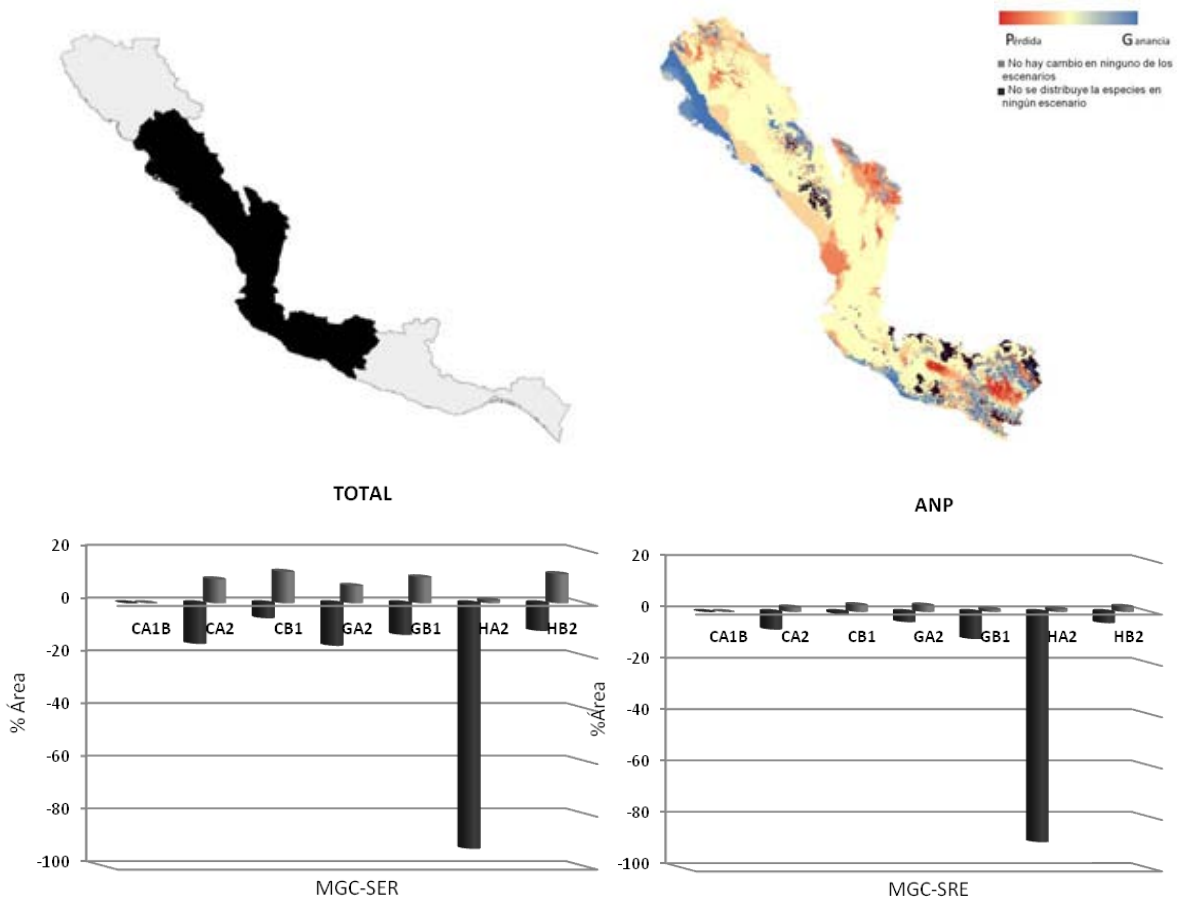 Pérdida
Ganancia
No hay cambio en ninguno de los
escenarios
No se distribuye la especies en
ningún escenario
TOTAL
20
0
-20
-40
-60
-80
-100
% Área
CA1B
CA2
CB1
GA2
GB1
HA2
HB2
MGC-SER
ANP
20
0
-20
-40
-60
-80
-100
%Área
CA1B
CA2
CB1
GA2
GB1
HA2
HB2
MGC-SRE